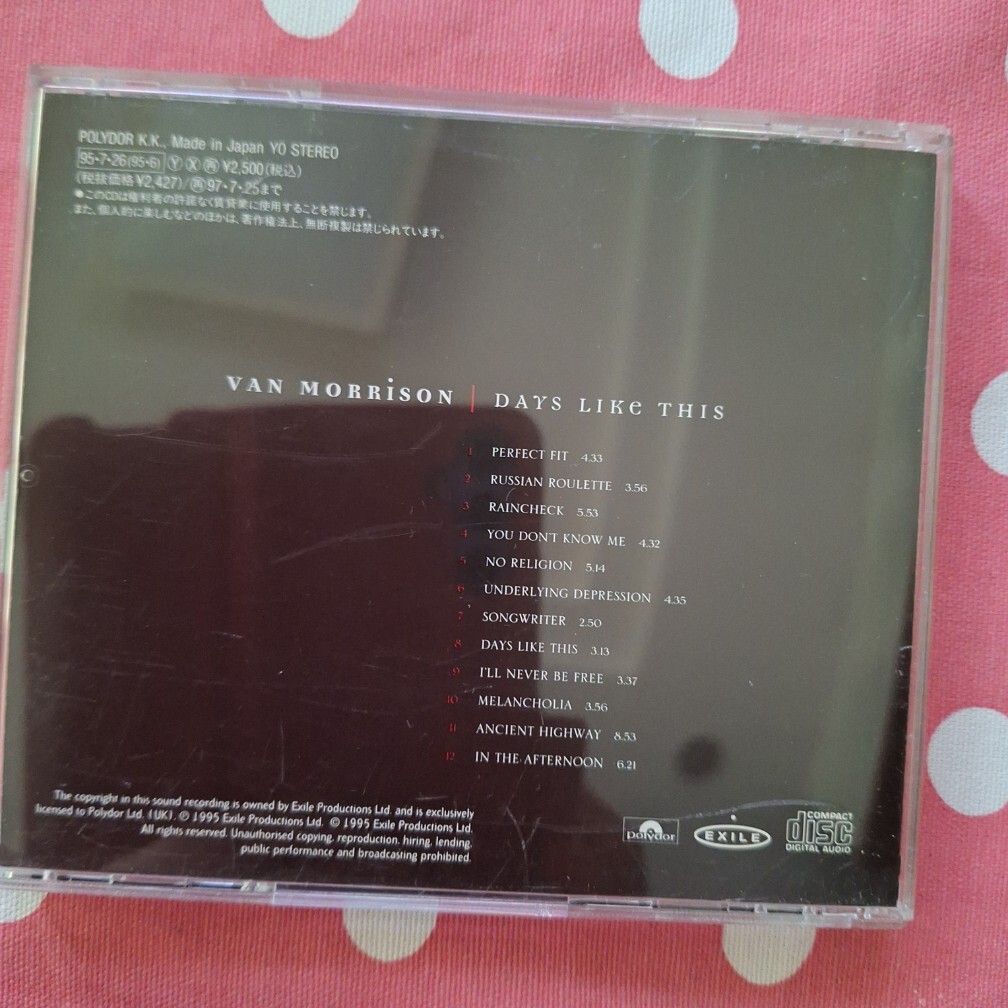 POLYDOR K.K., Made in Japan YO STEREO
95・7・26(95・6) Ⓨ Ⓧ ㊖ ¥2,500(税込)
(税抜価格¥2,427)/㊖97・7・25まで
●このCDは権利者の許諾なく賃貸業に使用することを禁じます。
また、個人的に楽しむなどのほかは、著作権法上、無断複製は禁じられています。
VAN MORRiSON | DAYS LIKe THIS
1 PERFECT FIT 4.33
2 RUSSIAN ROULETTE 3.56
3 RAINCHECK 5.53
4 YOU DON'T KNOW ME 4.32
5 NO RELIGION 5.14
6 UNDERLYING DEPRESSION 4.35
7 SONGWRITER 2.50
8 DAYS LIKE THIS 3.13
9 I'LL NEVER BE FREE 3.37
10 MELANCHOLIA 3.56
11 ANCIENT HIGHWAY 8.53
12 IN THE AFTERNOON 6.21
The copyright in this sound recording is owned by Exile Productions Ltd. and is exclusively
licensed to Polydor Ltd. (UK). ℗ 1995 Exile Productions Ltd. © 1995 Exile Productions Ltd.
All rights reserved. Unauthorised copying, reproduction, hiring, lending,
public performance and broadcasting prohibited.
Polydor
EXILE
COMPACT
disc
DIGITAL AUDIO